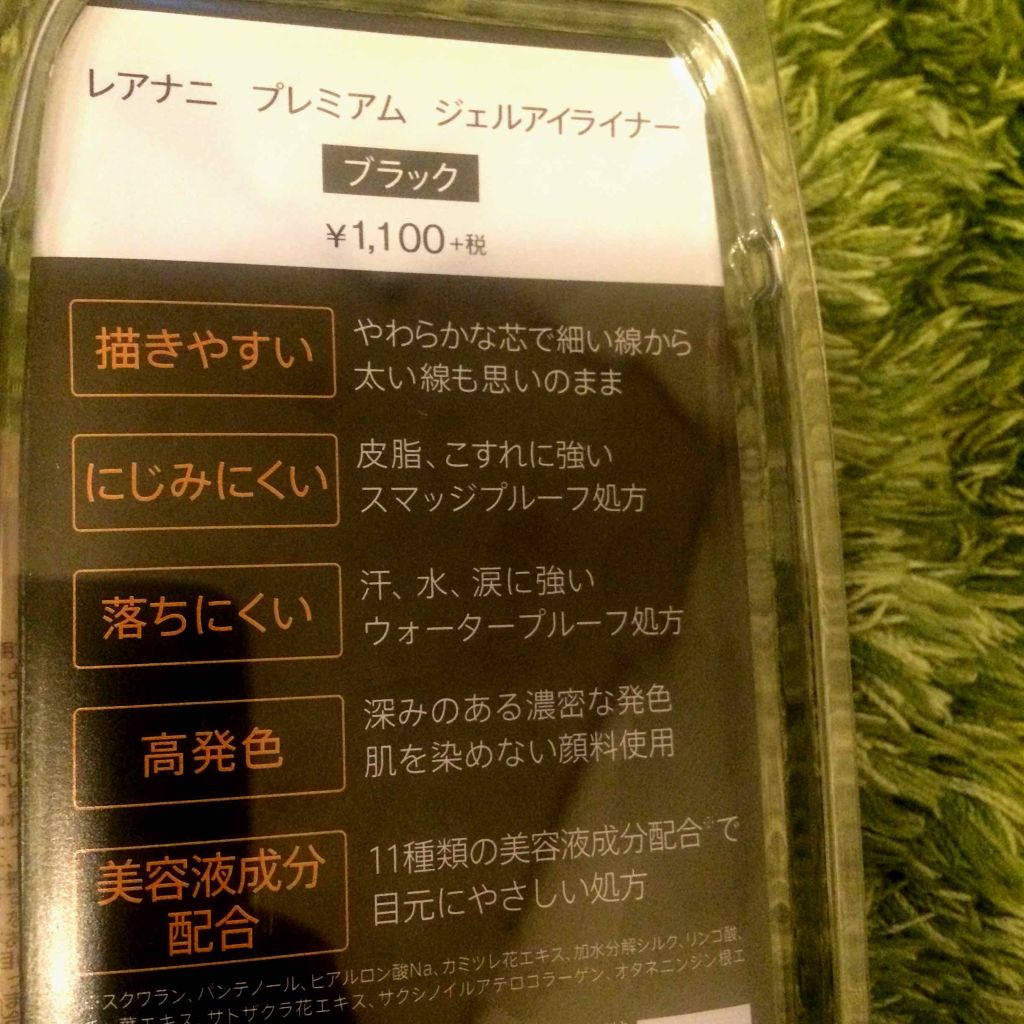 レアナニ プレミアム ジェルアイライナー
ブラック
¥1,100+税
描きやすい
やわらかな芯で細い線から
太い線も思いのまま
にじみにくい
皮脂、こすれに強い
スマッジプルーフ処方
落ちにくい
汗、水、涙に強い
ウォータープルーフ処方
高発色
深みのある濃密な発色
肌を染めない顔料使用
美容液成分
配合
11種類の美容液成分配合※で
目元にやさしい処方
スクワラン、パンテノール、ヒアルロン酸Na、カミツレ花エキス、加水分解シルク、リンゴ酸、
葉エキス、サトザクラ花エキス、サクシノイルアテロコラーゲン、オタネニンジン根エ